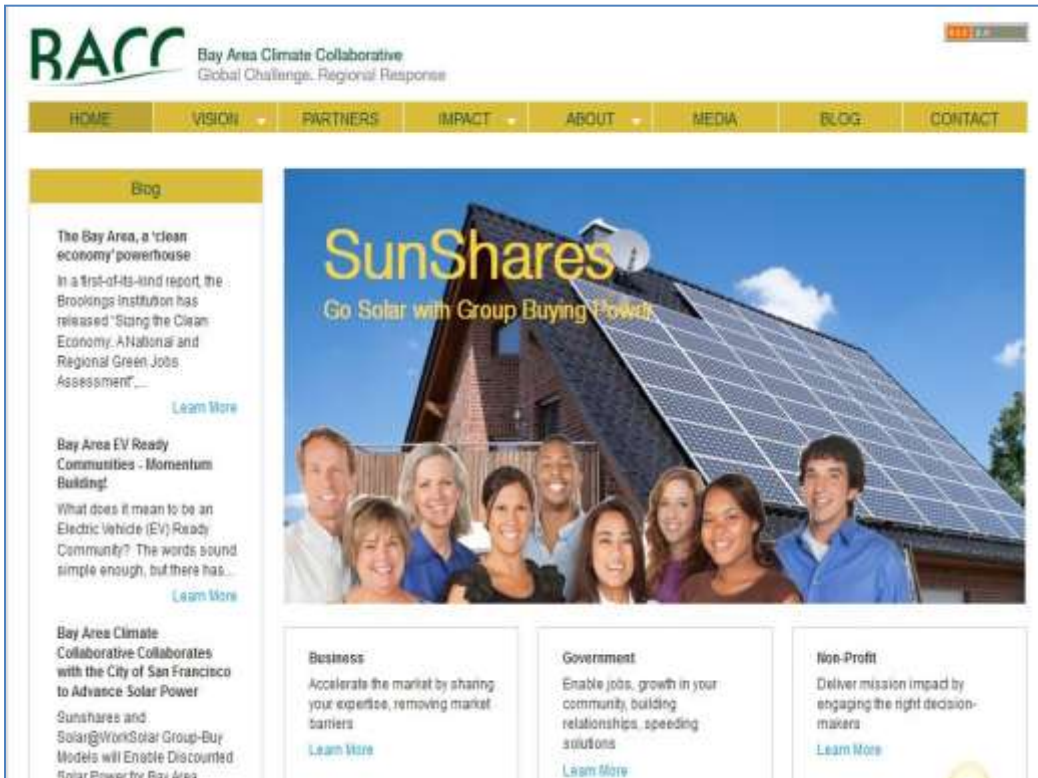 BACC
Bay Area Climate Collaborative
Global Challenge. Regional Response
HOME VISION PARTNERS IMPACT ABOUT MEDIA BLOG CONTACT
Blog
The Bay Area, a 'clean
economy' powerhouse
In a first-of-its-kind report, the
Brookings Institution has
released "Sizing the Clean
Economy: A National and
Regional Green Jobs
Assessment",...
Learn More
Bay Area EV Ready
Communities - Momentum
Building!
What does it mean to be an
Electric Vehicle (EV) Ready
Community? The words sound
simple enough, but there has...
Learn More
Bay Area Climate
Collaborative Collaborates
with the City of San Francisco
to Advance Solar Power
Sunshares and
Solar@WorkSolar Group-Buy
Models will Enable Discounted
Solar Power for Bay Area
SunShares
Go Solar with Group Buying Power
Business
Accelerate the market by sharing
your expertise, removing market
barriers
Learn More
Government
Enable jobs, growth in your
community, building
relationships, speeding
solutions
Learn More
Non-Profit
Deliver mission impact by
engaging the right decision-
makers
Learn More